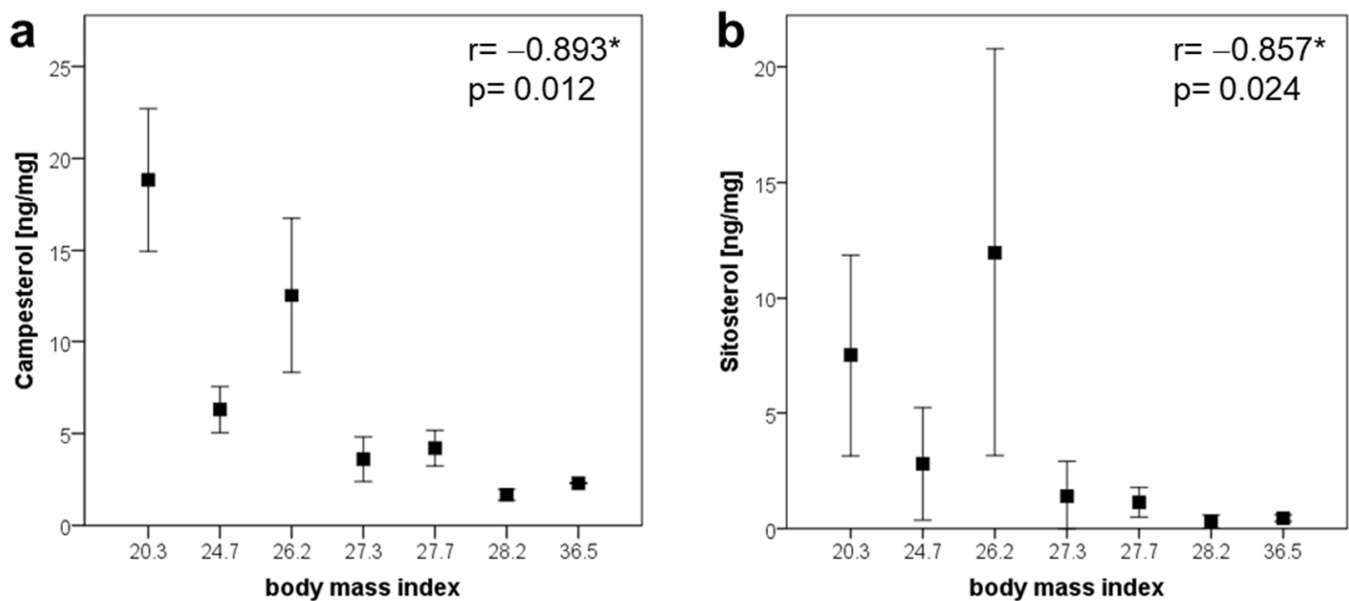 a
r= −0.893*
p= 0.012
Campesterol [ng/mg]
25
20
15
10
5
0
20.3 24.7 26.2 27.3 27.7 28.2 36.5
body mass index
b
r= −0.857*
p= 0.024
Sitosterol [ng/mg]
20
15
10
5
0
20.3 24.7 26.2 27.3 27.7 28.2 36.5
body mass index